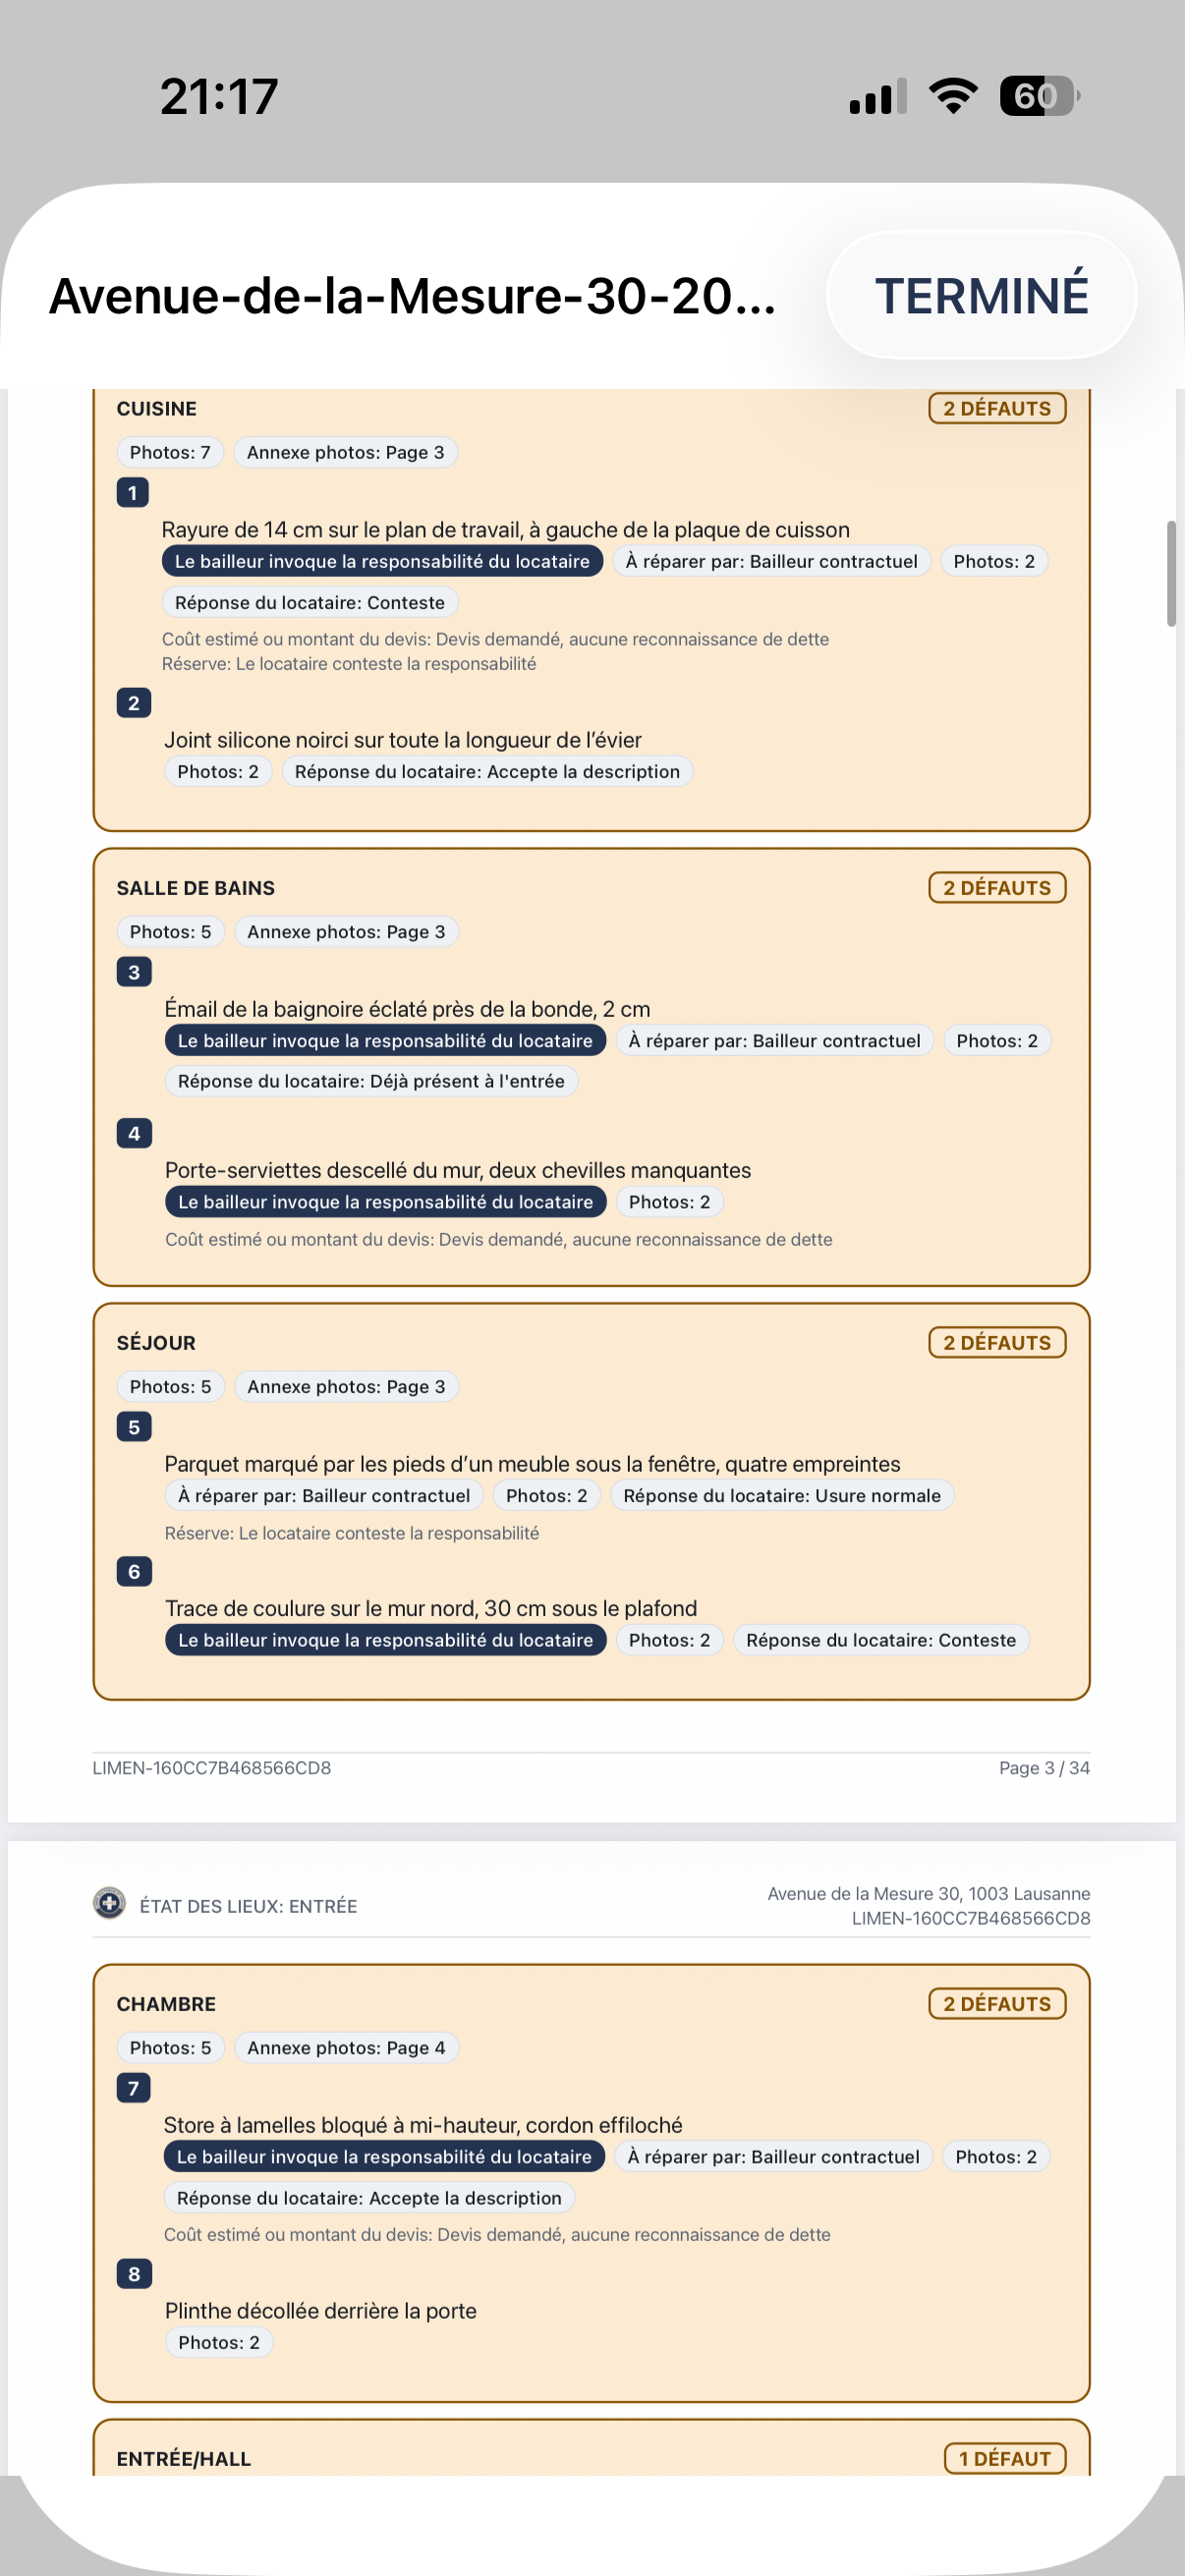 21:17
60
Avenue-de-la-Mesure-30-20...
TERMINÉ
CUISINE
2 DÉFAUTS
Photos: 7 Annexe photos: Page 3
1
Rayure de 14 cm sur le plan de travail, à gauche de la plaque de cuisson
Le bailleur invoque la responsabilité du locataire À réparer par: Bailleur contractuel Photos: 2
Réponse du locataire: Conteste
Coût estimé ou montant du devis: Devis demandé, aucune reconnaissance de dette
Réserve: Le locataire conteste la responsabilité
2
Joint silicone noirci sur toute la longueur de l’évier
Photos: 2 Réponse du locataire: Accepte la description
SALLE DE BAINS
2 DÉFAUTS
Photos: 5 Annexe photos: Page 3
3
Émail de la baignoire éclaté près de la bonde, 2 cm
Le bailleur invoque la responsabilité du locataire À réparer par: Bailleur contractuel Photos: 2
Réponse du locataire: Déjà présent à l'entrée
4
Porte-serviettes descellé du mur, deux chevilles manquantes
Le bailleur invoque la responsabilité du locataire Photos: 2
Coût estimé ou montant du devis: Devis demandé, aucune reconnaissance de dette
SÉJOUR
2 DÉFAUTS
Photos: 5 Annexe photos: Page 3
5
Parquet marqué par les pieds d’un meuble sous la fenêtre, quatre empreintes
À réparer par: Bailleur contractuel Photos: 2 Réponse du locataire: Usure normale
Réserve: Le locataire conteste la responsabilité
6
Trace de coulure sur le mur nord, 30 cm sous le plafond
Le bailleur invoque la responsabilité du locataire Photos: 2 Réponse du locataire: Conteste
LIMEN-160CC7B468566CD8
Page 3 / 34
ÉTAT DES LIEUX: ENTRÉE
Avenue de la Mesure 30, 1003 Lausanne
LIMEN-160CC7B468566CD8
CHAMBRE
2 DÉFAUTS
Photos: 5 Annexe photos: Page 4
7
Store à lamelles bloqué à mi-hauteur, cordon effiloché
Le bailleur invoque la responsabilité du locataire À réparer par: Bailleur contractuel Photos: 2
Réponse du locataire: Accepte la description
Coût estimé ou montant du devis: Devis demandé, aucune reconnaissance de dette
8
Plinthe décollée derrière la porte
Photos: 2
ENTRÉE/HALL
1 DÉFAUT